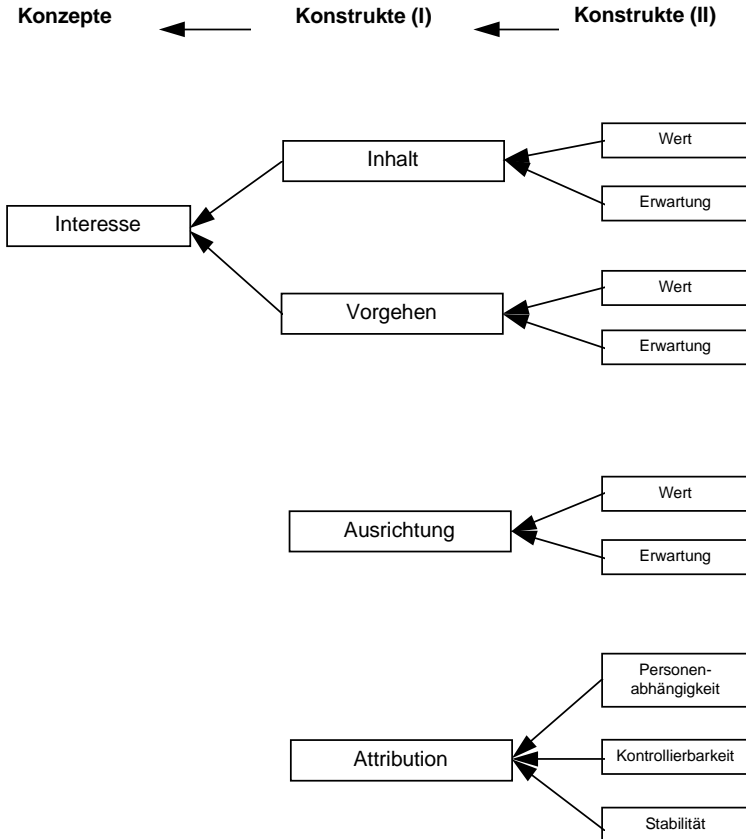 Konzepte
Konstrukte (I)
Konstrukte (II)
Wert
Inhalt
Erwartung
Interesse
Wert
Vorgehen
Erwartung
Wert
Ausrichtung
Erwartung
Personen-
abhängigkeit
Attribution
Kontrollierbarkeit
Stabilität